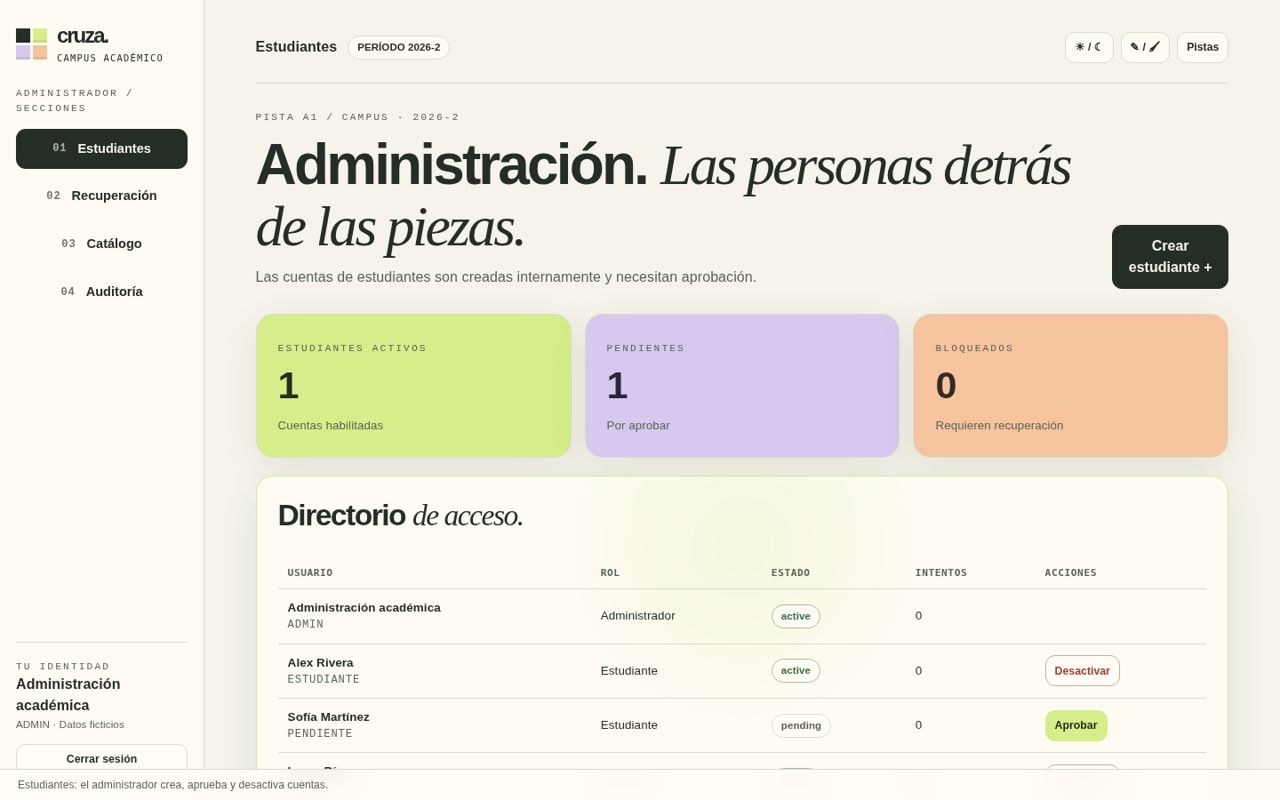 cruza.
CAMPUS ACADÉMICO
ADMINISTRADOR /
SECCIONES
01 Estudiantes
02 Recuperación
03 Catálogo
04 Auditoría
TU IDENTIDAD
Administración
académica
ADMIN · Datos ficticios
Cerrar sesión
Estudiantes PERÍODO 2026-2
☀ / ☾ ✎ / 🖌 Pistas
PISTA A1 / CAMPUS · 2026-2
Administración. Las personas detrás
de las piezas.
Las cuentas de estudiantes son creadas internamente y necesitan aprobación.
Crear
estudiante +
ESTUDIANTES ACTIVOS
1
Cuentas habilitadas
PENDIENTES
1
Por aprobar
BLOQUEADOS
0
Requieren recuperación
Directorio de acceso.
USUARIO ROL ESTADO INTENTOS ACCIONES
Administración académica
ADMIN
Administrador active 0
Alex Rivera
ESTUDIANTE
Estudiante active 0 Desactivar
Sofía Martínez
PENDIENTE
Estudiante pending 0 Aprobar
Estudiantes: el administrador crea, aprueba y desactiva cuentas.